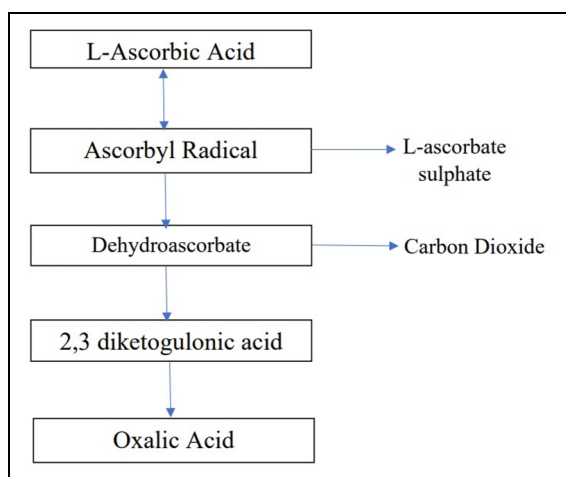 L-Ascorbic Acid
Ascorbyl Radical
L-ascorbate
sulphate
Dehydroascorbate
Carbon Dioxide
2,3 diketogulonic acid
Oxalic Acid